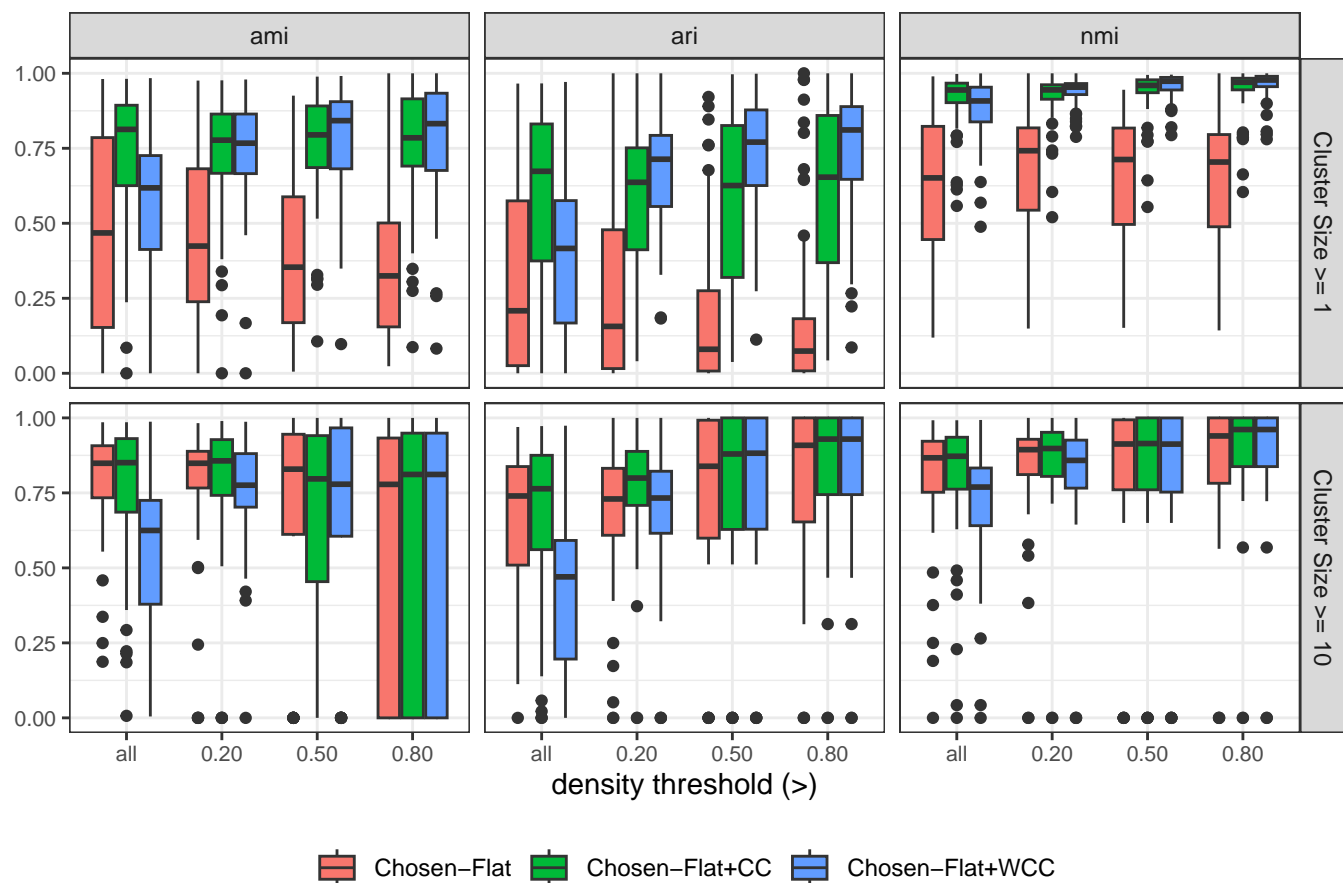 ami ari nmi
1.00
0.75
0.50
0.25
0.00
Cluster Size >= 1
1.00
0.75
0.50
0.25
0.00
Cluster Size >= 10
all 0.20 0.50 0.80 all 0.20 0.50 0.80 all 0.20 0.50 0.80
density threshold (>)
Chosen−Flat Chosen−Flat+CC Chosen−Flat+WCC